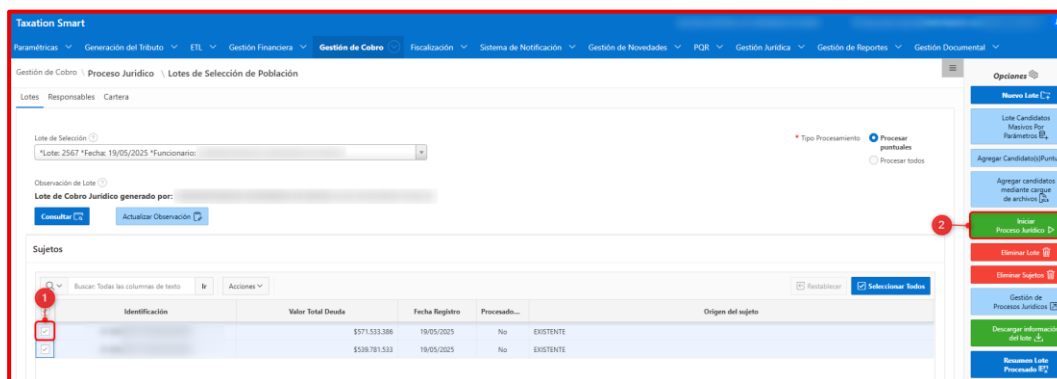 Taxation Smart
Paramétricas Generación del Tributo ETL Gestión Financiera Gestión de Cobro Fiscalización Sistema de Notificación Gestión de Novedades PQR Gestión Jurídica Gestión de Reportes Gestión Documental
Gestión de Cobro \ Proceso Jurídico \ Lotes de Selección de Población
Lotes Responsables Cartera
Lote de Selección
*Lote: 2567 *Fecha: 19/05/2025 *Funcionario:
* Tipo Procesamiento
Procesar puntuales
Procesar todos
Observación de Lote
Lote de Cobro Jurídico generado por:
Consultar Actualizar Observación
Sujetos
Buscar: Todas las columnas de texto Ir Acciones Restablecer Seleccionar Todos
1
Identificación Valor Total Deuda Fecha Registro Procesado... Origen del sujeto
$571.533.386 19/05/2025 No EXISTENTE
$539.781.533 19/05/2025 No EXISTENTE
Opciones
Nuevo Lote
Lote Candidatos
Masivos Por
Parámetros
Agregar Candidato(s)Puntu
Agregar candidatos
mediante cargue
de archivos
2
Iniciar
Proceso Jurídico
Eliminar Lote
Eliminar Sujetos
Gestión de
Procesos Jurídicos
Descargar informació
del lote
Resumen Lote
Procesado